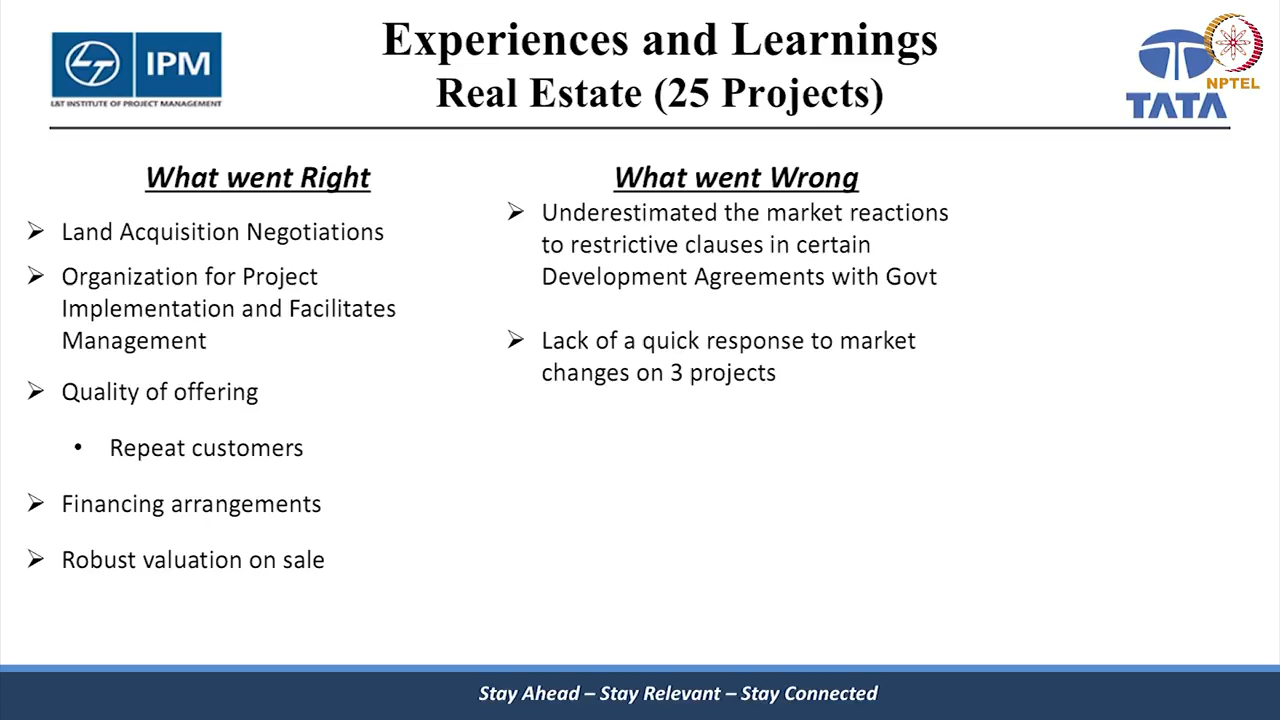 Experiences and Learnings
Real Estate (25 Projects)
L&T INSTITUTE OF PROJECT MANAGEMENT
IPM
TATA
NPTEL
What went Right
➢ Land Acquisition Negotiations
➢ Organization for Project
Implementation and Facilitates
Management
➢ Quality of offering
• Repeat customers
➢ Financing arrangements
➢ Robust valuation on sale
What went Wrong
➢ Underestimated the market reactions
to restrictive clauses in certain
Development Agreements with Govt
➢ Lack of a quick response to market
changes on 3 projects
Stay Ahead – Stay Relevant – Stay Connected